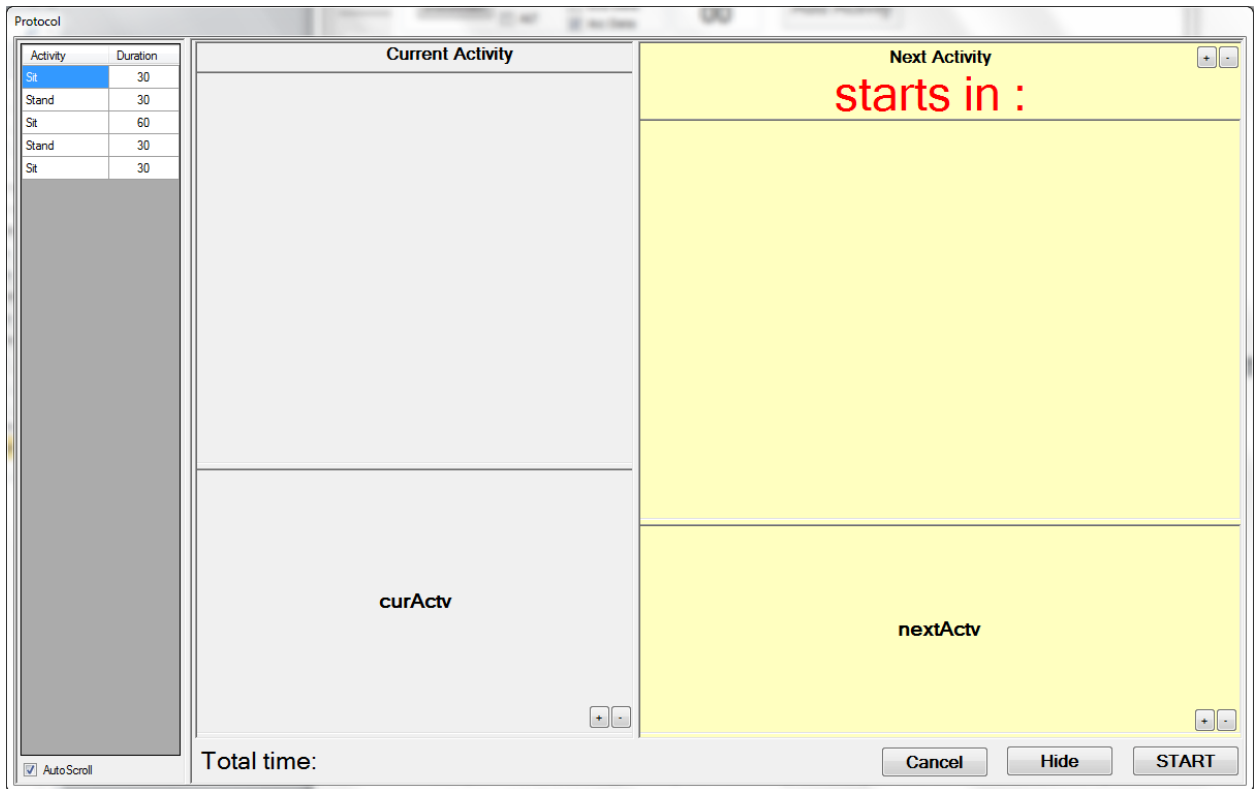 Protocol
Activity Duration
Sit 30
Stand 30
Sit 60
Stand 30
Sit 30
AutoScroll
Current Activity
curActv
+ -
Next Activity
+ -
starts in :
nextActv
+ -
Total time:
Cancel Hide START